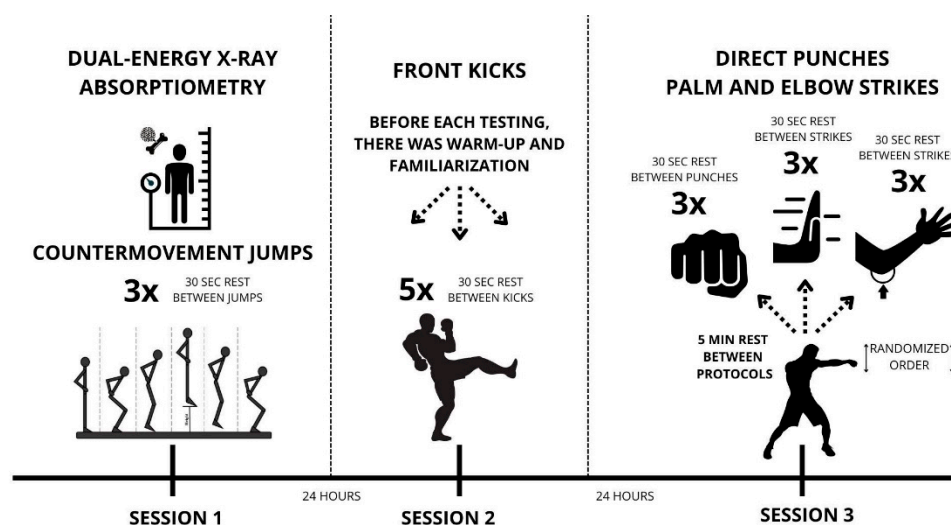 DUAL-ENERGY X-RAY
ABSORPTIOMETRY
COUNTERMOVEMENT JUMPS
3x
30 SEC REST
BETWEEN JUMPS
SESSION 1
24 HOURS
FRONT KICKS
BEFORE EACH TESTING,
THERE WAS WARM-UP AND
FAMILIARIZATION
5x
30 SEC REST
BETWEEN KICKS
SESSION 2
24 HOURS
DIRECT PUNCHES
PALM AND ELBOW STRIKES
30 SEC REST
BETWEEN PUNCHES
3x
30 SEC REST
BETWEEN STRIKES
3x
30 SEC REST
BETWEEN STRIKES
3x
5 MIN REST
BETWEEN
PROTOCOLS
RANDOMIZED
ORDER
SESSION 3